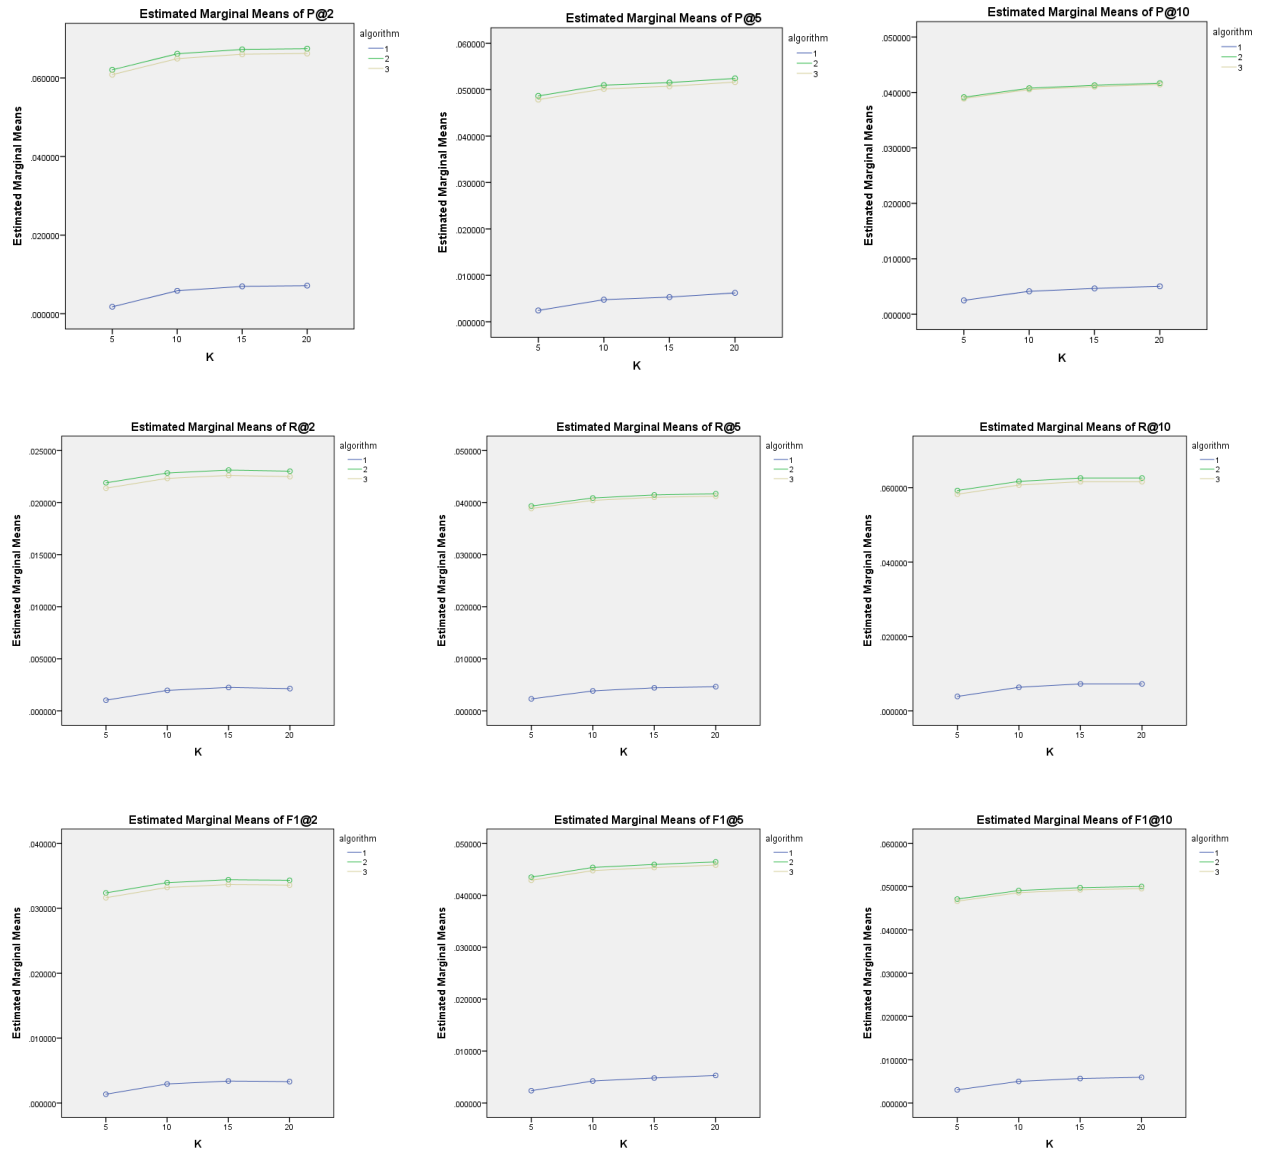 Estimated Marginal Means of P@2
algorithm
1
2
3
Estimated Marginal Means
.060000
.040000
.020000
.000000
5 10 15 20
K
Estimated Marginal Means of P@5
algorithm
1
2
3
Estimated Marginal Means
.060000
.050000
.040000
.030000
.020000
.010000
.000000
5 10 15 20
K
Estimated Marginal Means of P@10
algorithm
1
2
3
Estimated Marginal Means
.050000
.040000
.030000
.020000
.010000
.000000
5 10 15 20
K
Estimated Marginal Means of R@2
algorithm
1
2
3
Estimated Marginal Means
.025000
.020000
.015000
.010000
.005000
.000000
5 10 15 20
K
Estimated Marginal Means of R@5
algorithm
1
2
3
Estimated Marginal Means
.050000
.040000
.030000
.020000
.010000
.000000
5 10 15 20
K
Estimated Marginal Means of R@10
algorithm
1
2
3
Estimated Marginal Means
.060000
.040000
.020000
.000000
5 10 15 20
K
Estimated Marginal Means of F1@2
algorithm
1
2
3
Estimated Marginal Means
.040000
.030000
.020000
.010000
.000000
5 10 15 20
K
Estimated Marginal Means of F1@5
algorithm
1
2
3
Estimated Marginal Means
.050000
.040000
.030000
.020000
.010000
.000000
5 10 15 20
K
Estimated Marginal Means of F1@10
algorithm
1
2
3
Estimated Marginal Means
.060000
.050000
.040000
.030000
.020000
.010000
.000000
5 10 15 20
K